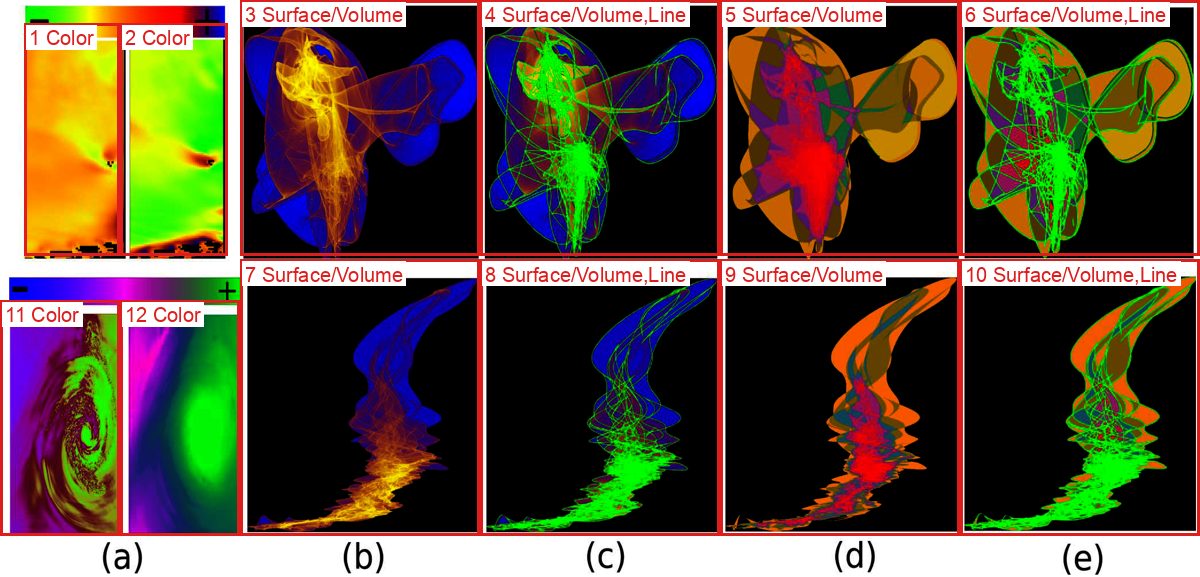 - +
1 Color
2 Color
3 Surface/Volume
4 Surface/Volume,Line
5 Surface/Volume
6 Surface/Volume,Line
- +
11 Color
12 Color
7 Surface/Volume
8 Surface/Volume,Line
9 Surface/Volume
10 Surface/Volume,Line
(a) (b) (c) (d) (e)